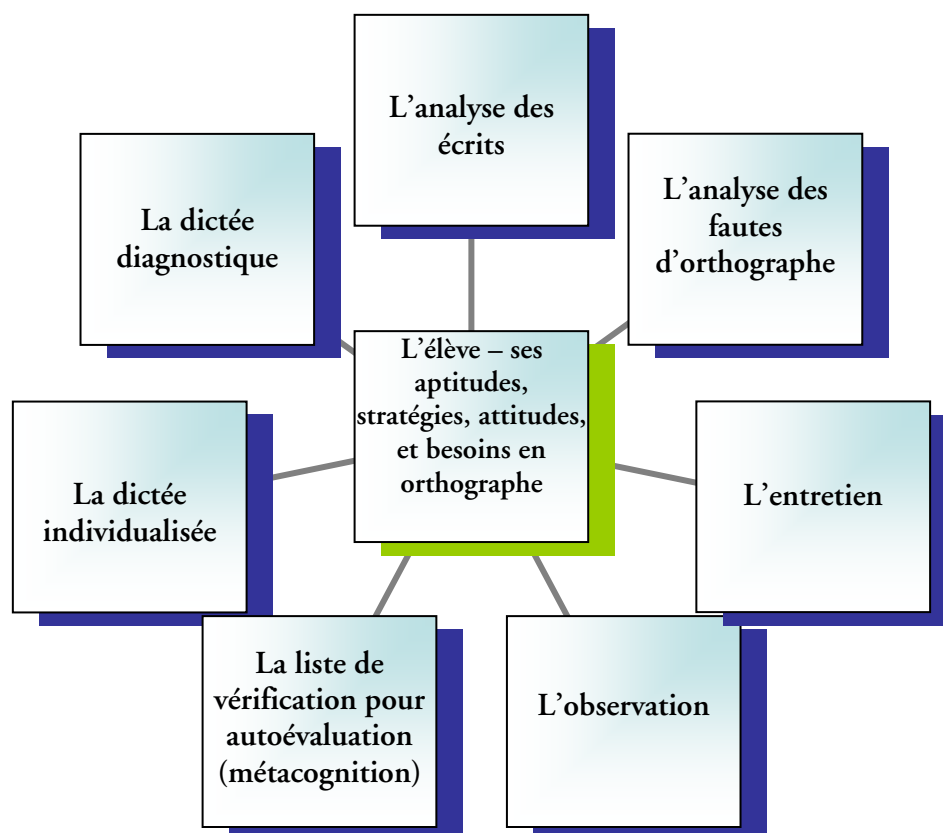 L’analyse des
écrits
L’analyse des
fautes
d’orthographe
La dictée
diagnostique
L’élève – ses
aptitudes,
stratégies, attitudes,
et besoins en
orthographe
La dictée
individualisée
L’entretien
La liste de
vérification pour
autoévaluation
(métacognition)
L’observation